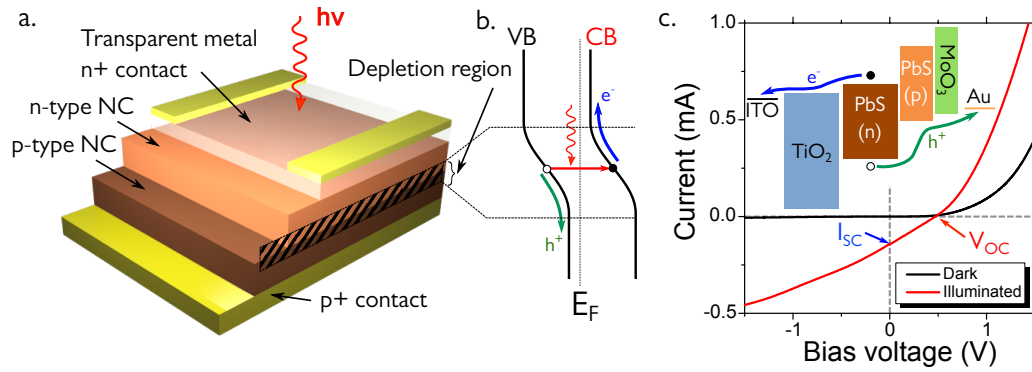 a.
hν
Transparent metal
n+ contact
n-type NC
p-type NC
Depletion region
p+ contact
b.
VB
CB
e-
h+
E_F
c.
Current (mA)
1.0
0.5
0.0
-0.5
-1
0
1
Bias voltage (V)
e-
ITO
TiO₂
PbS
(n)
PbS
(p)
MoO₃
Au
h+
I_SC
V_OC
Dark
Illuminated